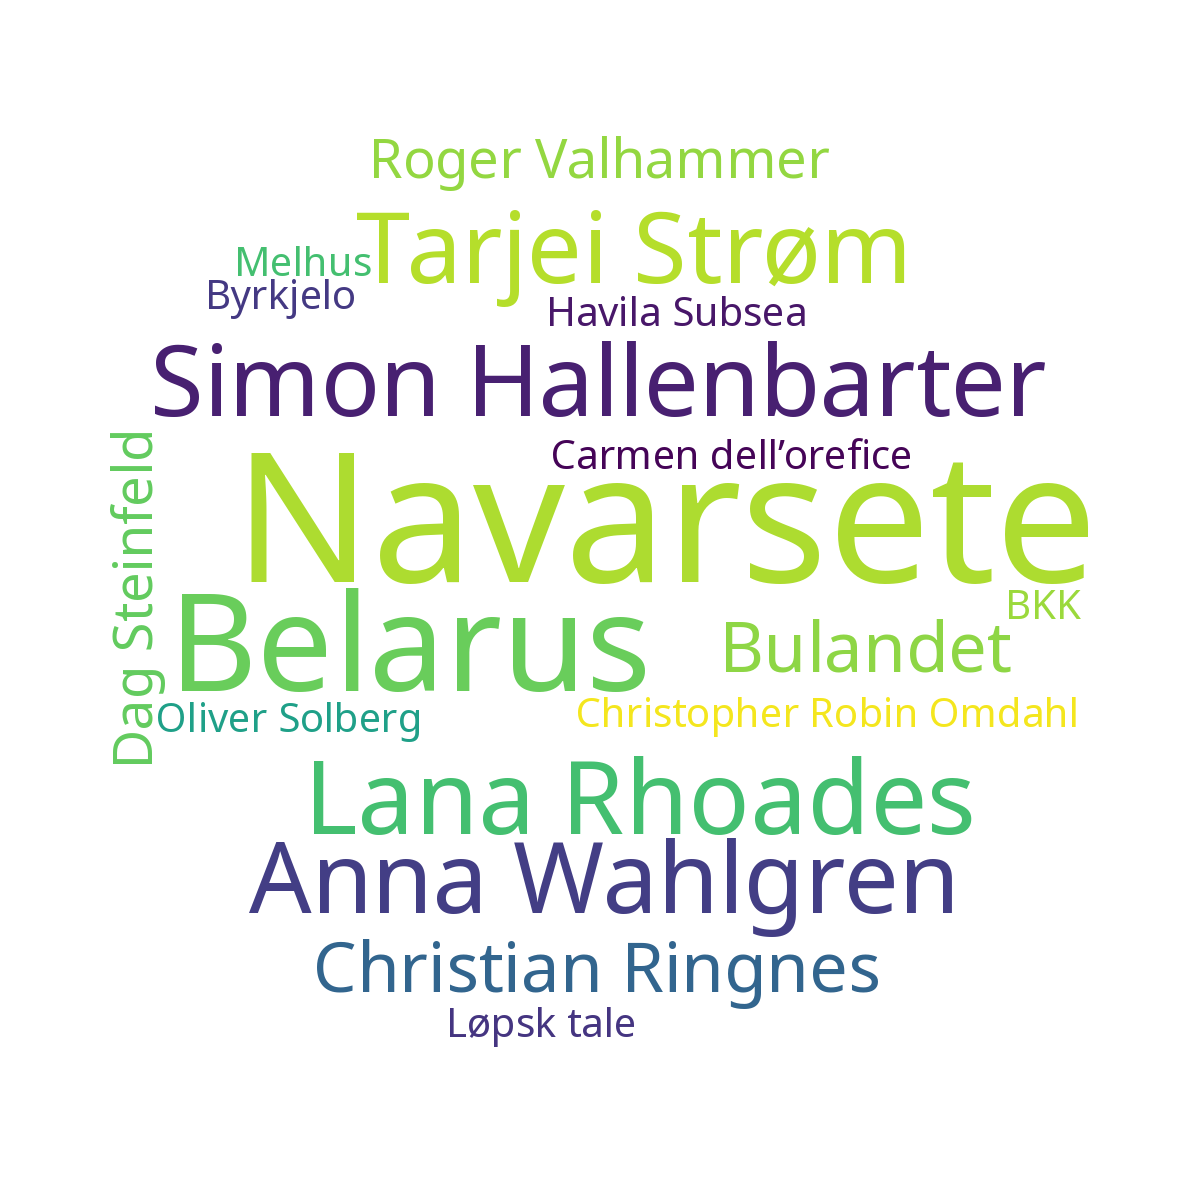 Roger Valhammer
Tarjei Strøm
Melhus
Byrkjelo
Havila Subsea
Simon Hallenbarter
Dag Steinfeld
Carmen dell’orefice
Navarsete
Belarus
BKK
Bulandet
Oliver Solberg
Christopher Robin Omdahl
Lana Rhoades
Anna Wahlgren
Christian Ringnes
Løpsk tale